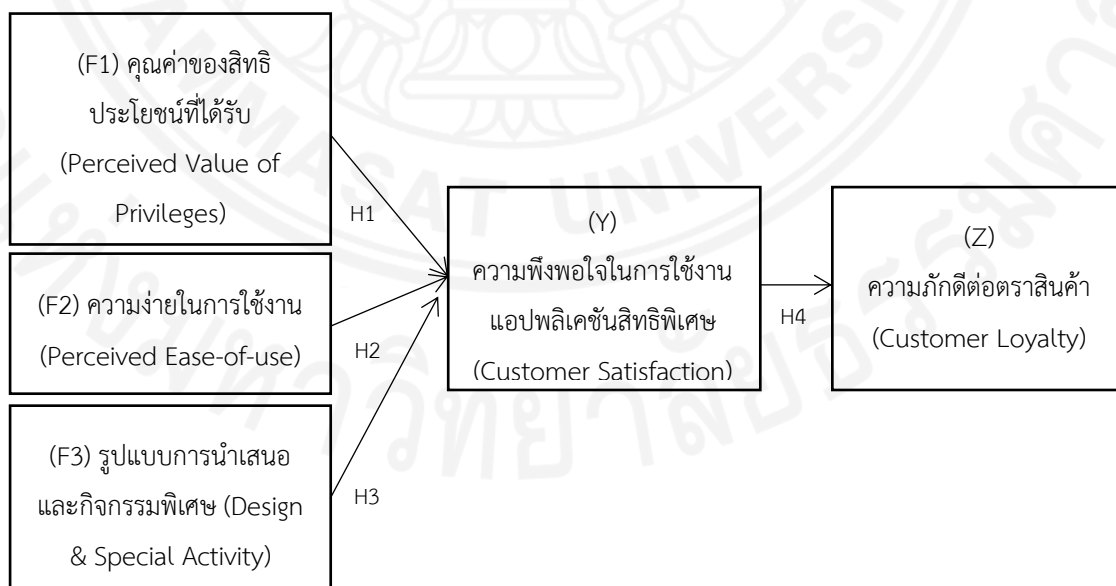 (F1) คุณค่าของสิทธิ
ประโยชน์ที่ได้รับ
(Perceived Value of
Privileges)
H1
(F2) ความง่ายในการใช้งาน
(Perceived Ease-of-use)
H2
(F3) รูปแบบการนำเสนอ
และกิจกรรมพิเศษ (Design
& Special Activity)
H3
(Y)
ความพึงพอใจในการใช้งาน
แอปพลิเคชันสิทธิพิเศษ
(Customer Satisfaction)
H4
(Z)
ความภักดีต่อตราสินค้า
(Customer Loyalty)